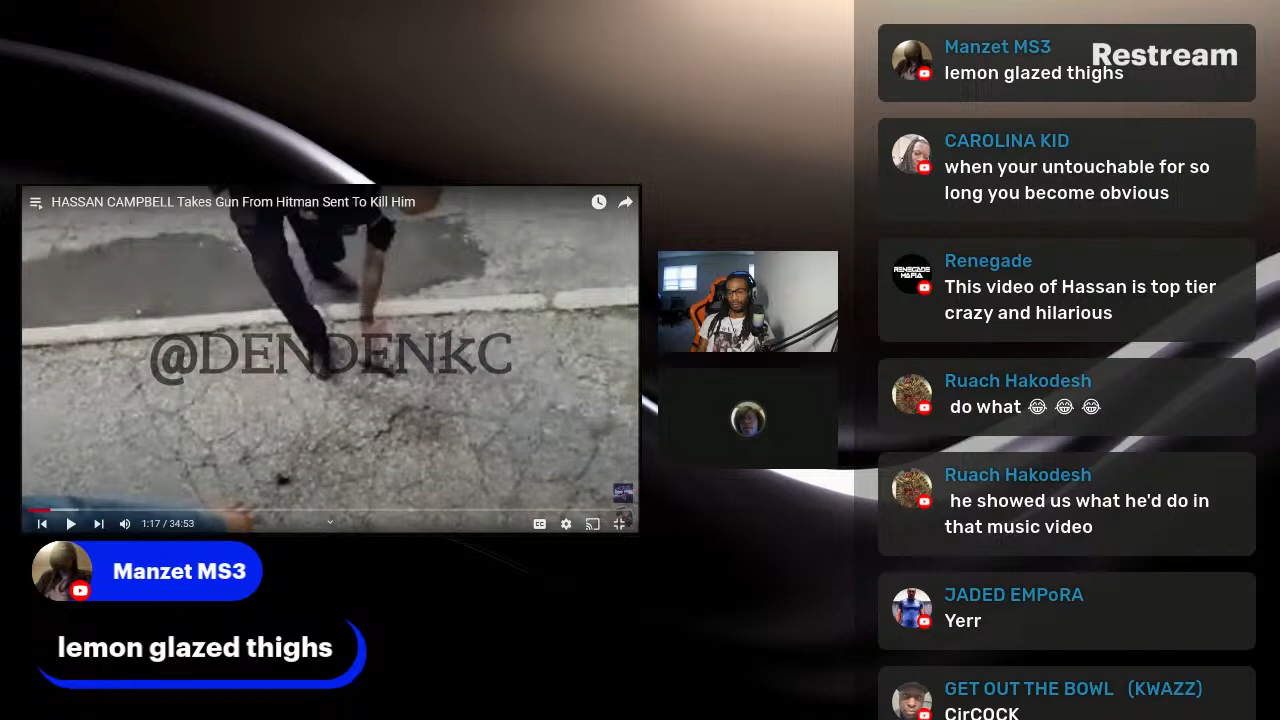 HASSAN CAMPBELL Takes Gun From Hitman Sent To Kill Him
@DENDENKC
1:17 / 34:53
CC
Manzet MS3
lemon glazed thighs
Restream
Manzet MS3
lemon glazed thighs
CAROLINA KID
when your untouchable for so
long you become obvious
Renegade
RENEGADE
MAFIA
This video of Hassan is top tier
crazy and hilarious
Ruach Hakodesh
do what 😂 😂 😂
Ruach Hakodesh
he showed us what he'd do in
that music video
JADED EMPoRA
Yerr
GET OUT THE BOWL (KWAZZ)
CirCOCK